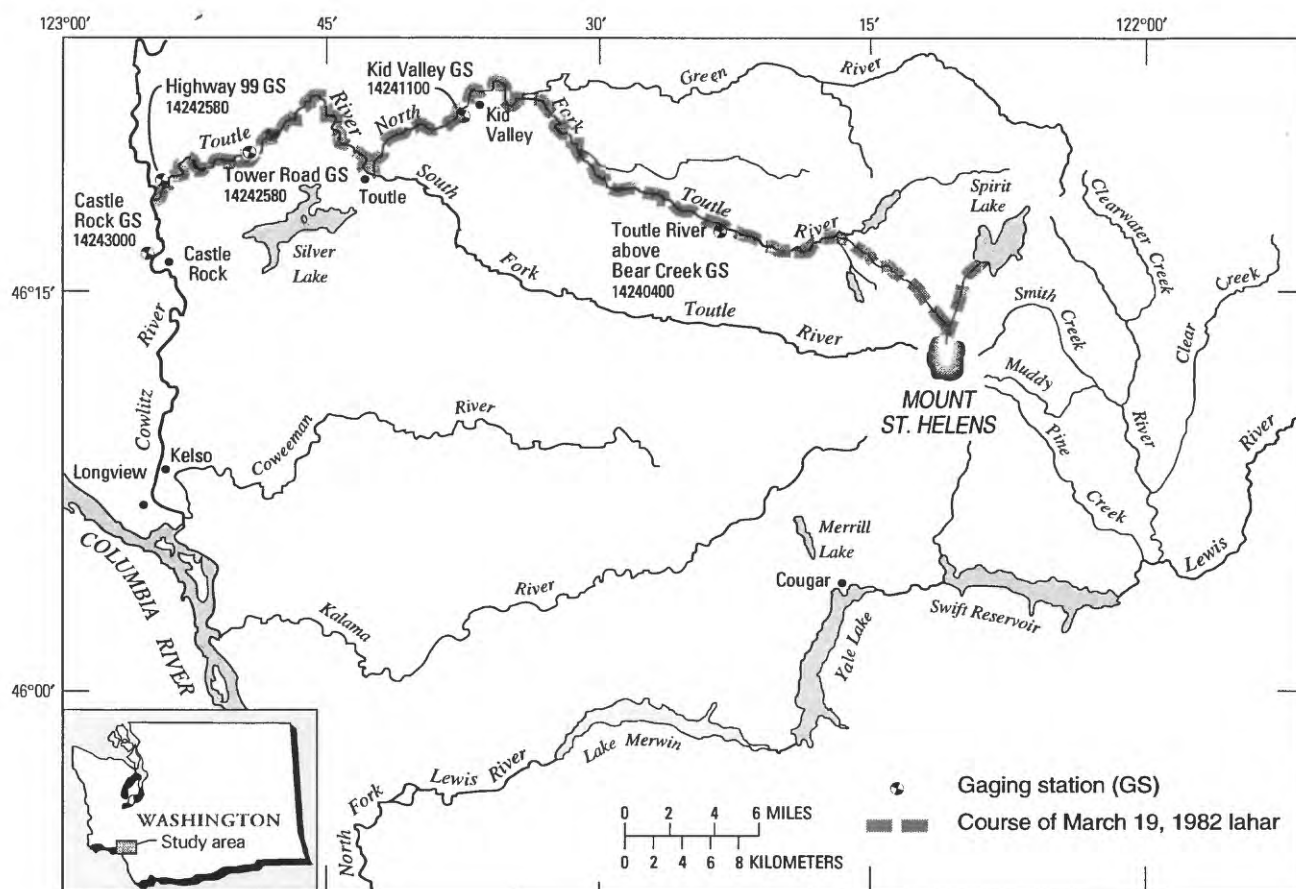 123°00'
45'
30'
15'
122°00'
Highway 99 GS
14242580
Kid Valley GS
14241100
Green
River
River
North
Fork
Kid
Valley
Toutle
Tower Road GS
14242580
Toutle
South
Castle
Rock GS
14243000
Castle
Rock
Silver
Lake
Toutle
River
Toutle River
above
Bear Creek GS
14240400
Spirit
Lake
Clearwater
Creek
46°15'
Fork
Toutle
River
Smith
Creek
Creek
Clear
River
Cowlitz
Muddy
River
MOUNT
ST. HELENS
Pine
Creek
River
Lewis
River
Coweeman
Kelso
Longview
COLUMBIA
RIVER
Merrill
Lake
Cougar
Swift Reservoir
River
Kalama
Yale Lake
46°00'
Lake Merwin
River
Lewis
Fork
North
WASHINGTON
Study area
0 2 4 6 MILES
0 2 4 6 8 KILOMETERS
Gaging station (GS)
Course of March 19, 1982 lahar